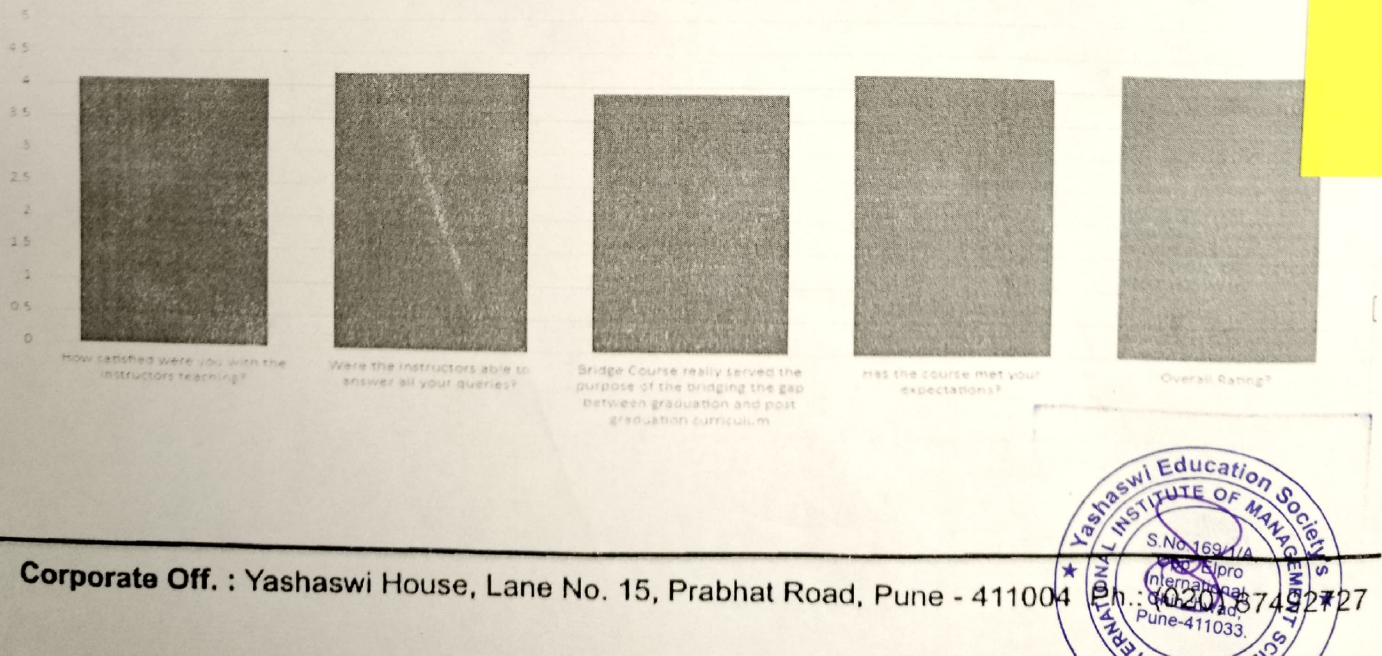 5
4.5
4
3.5
3
2.5
2
1.5
1
0.5
0
How satisfied were you with the
instructors teaching?
Were the instructors able to
answer all your queries?
Bridge Course really served the
purpose of the bridging the gap
between graduation and post
graduation curriculum
Has the course met your
expectations?
Overall Rating?
Yashaswi Education Society's
INSTITUTE OF MANAGEMENT
S.No.169/1/A
Elpro
International
Pune-411033.
Corporate Off. : Yashaswi House, Lane No. 15, Prabhat Road, Pune - 411004 Ph.: (020)